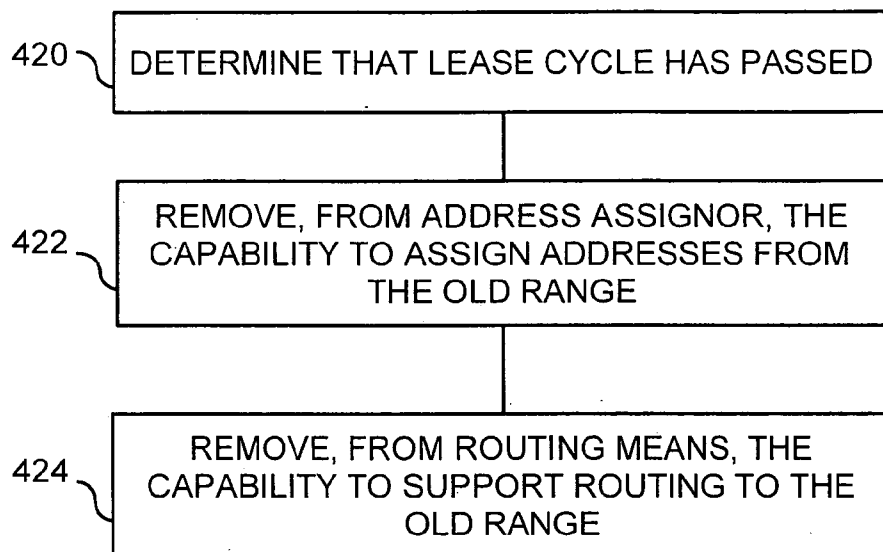 420
DETERMINE THAT LEASE CYCLE HAS PASSED
422
REMOVE, FROM ADDRESS ASSIGNOR, THE
CAPABILITY TO ASSIGN ADDRESSES FROM
THE OLD RANGE
424
REMOVE, FROM ROUTING MEANS, THE
CAPABILITY TO SUPPORT ROUTING TO THE
OLD RANGE